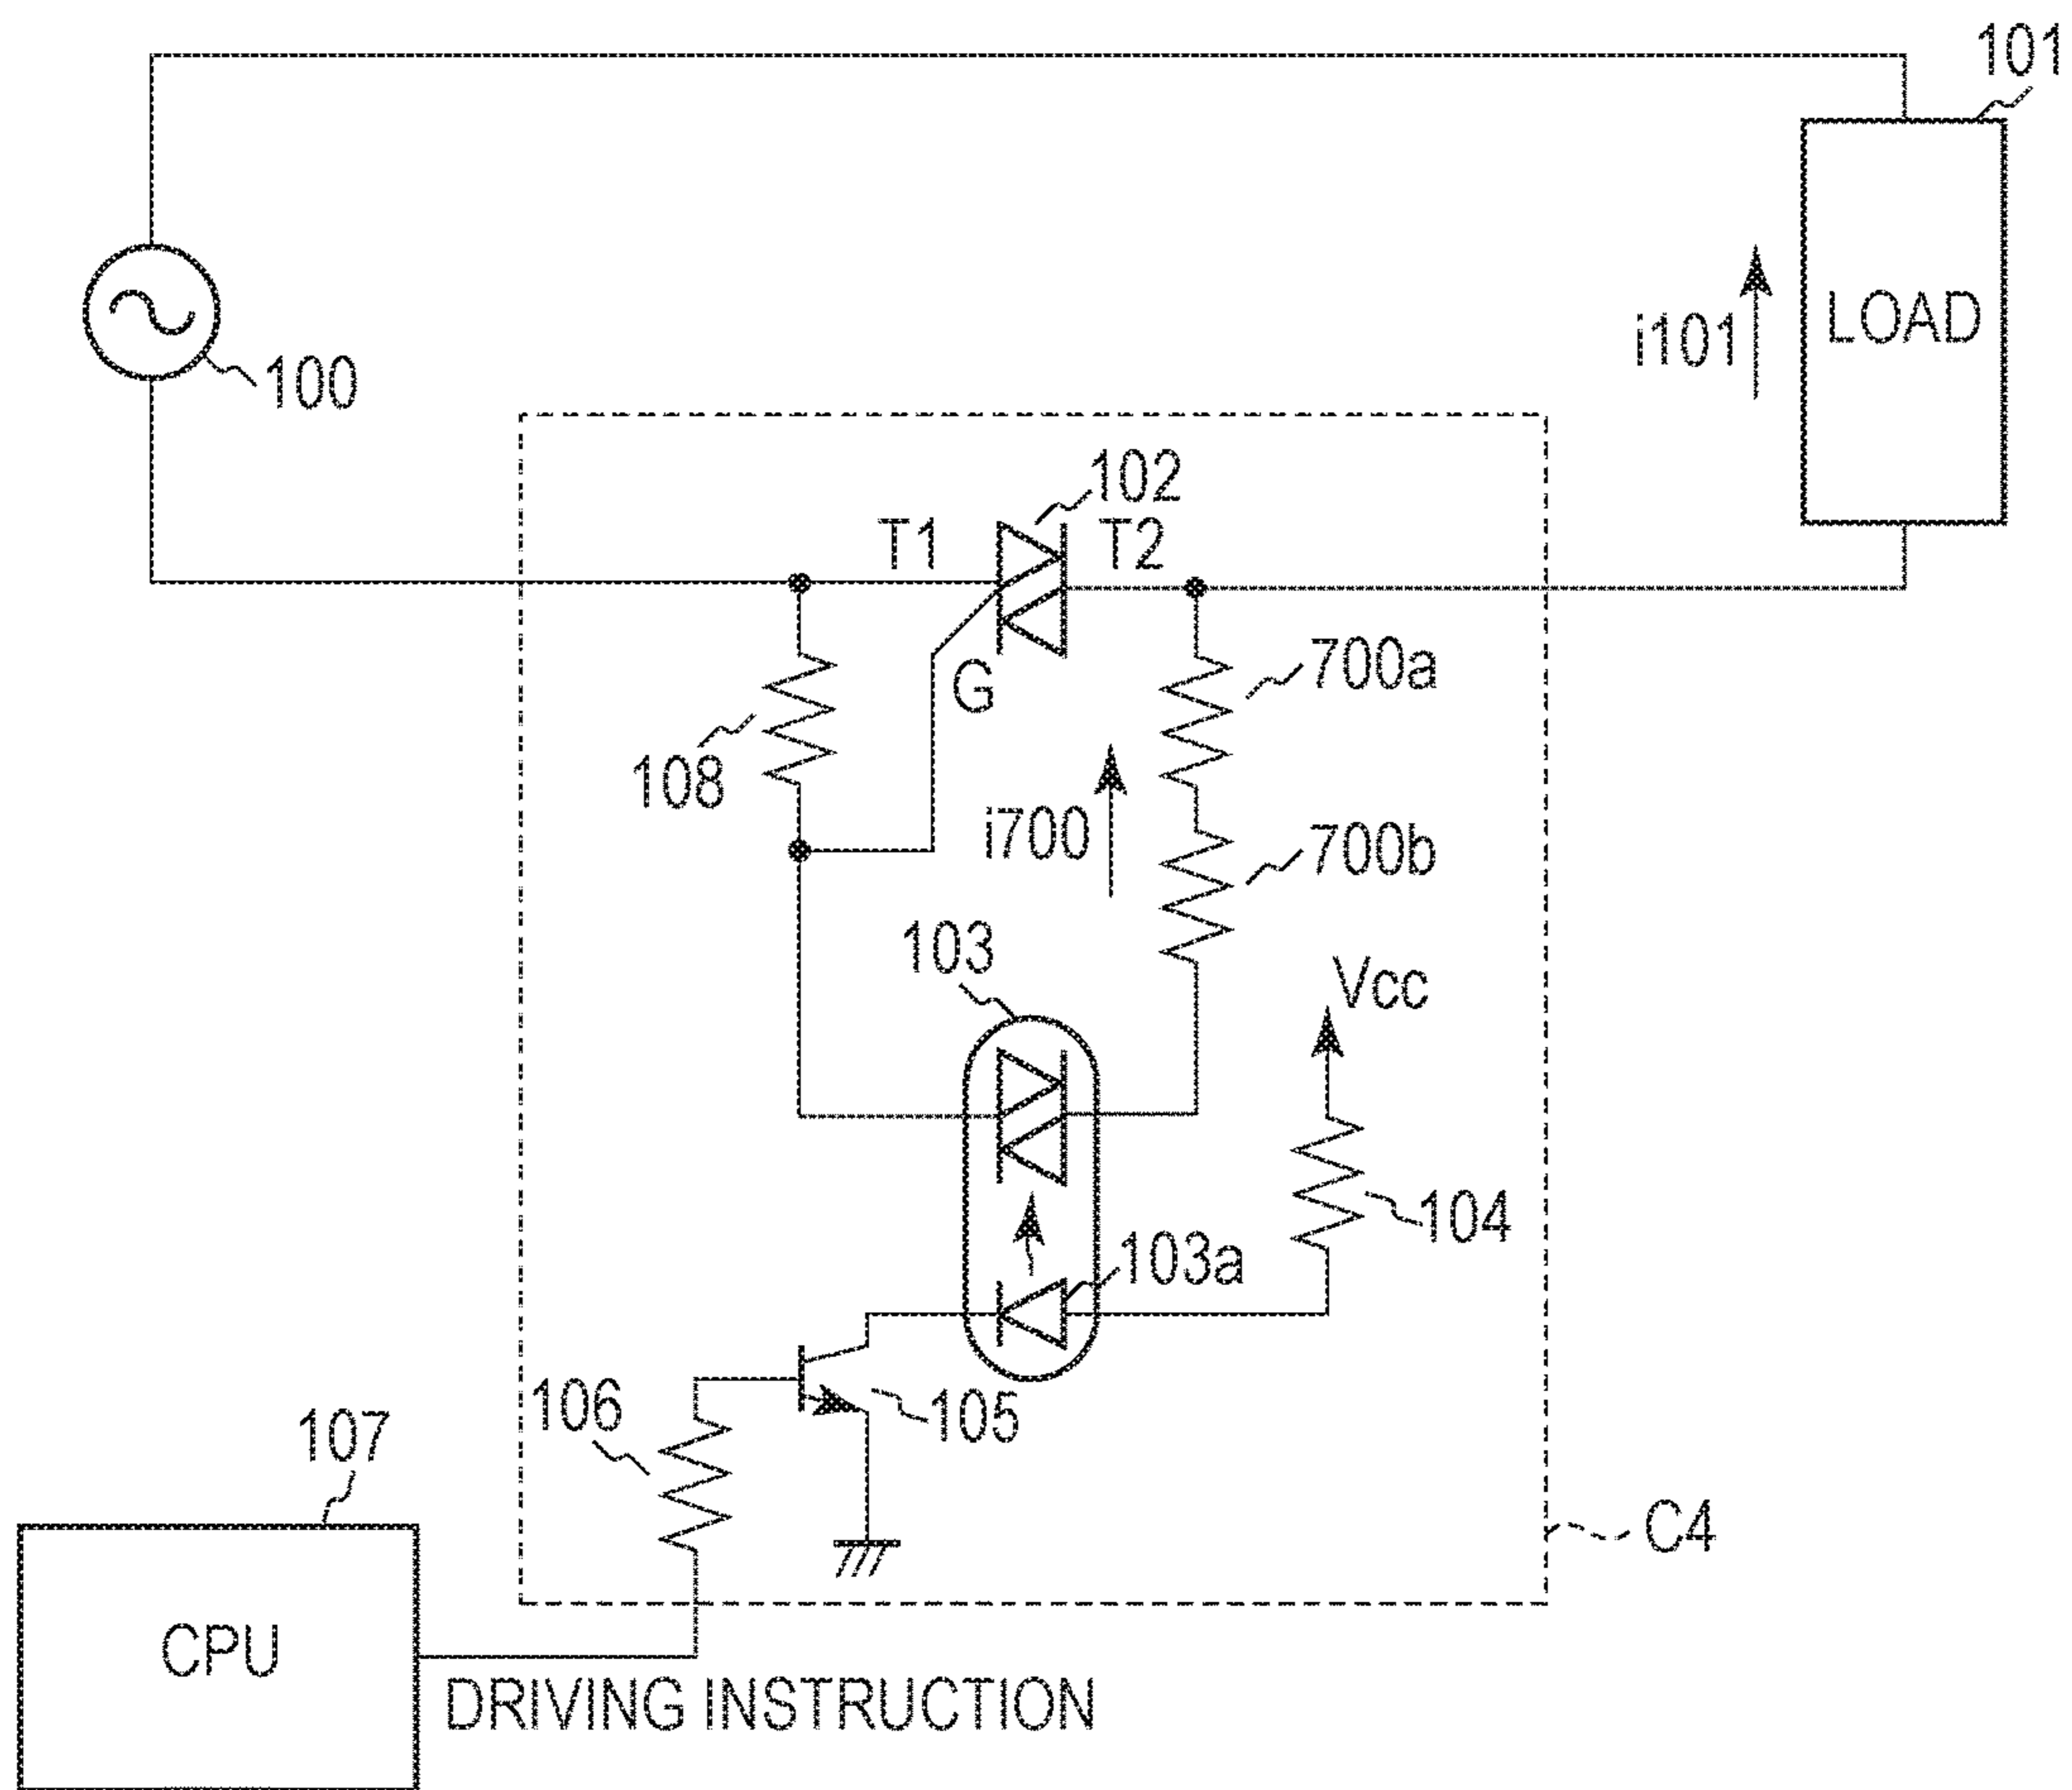 101
LOAD
i101
100
102
T1
T2
G
700a
108
i700
700b
103
Vcc
104
103a
106
105
107
C4
CPU
DRIVING INSTRUCTION